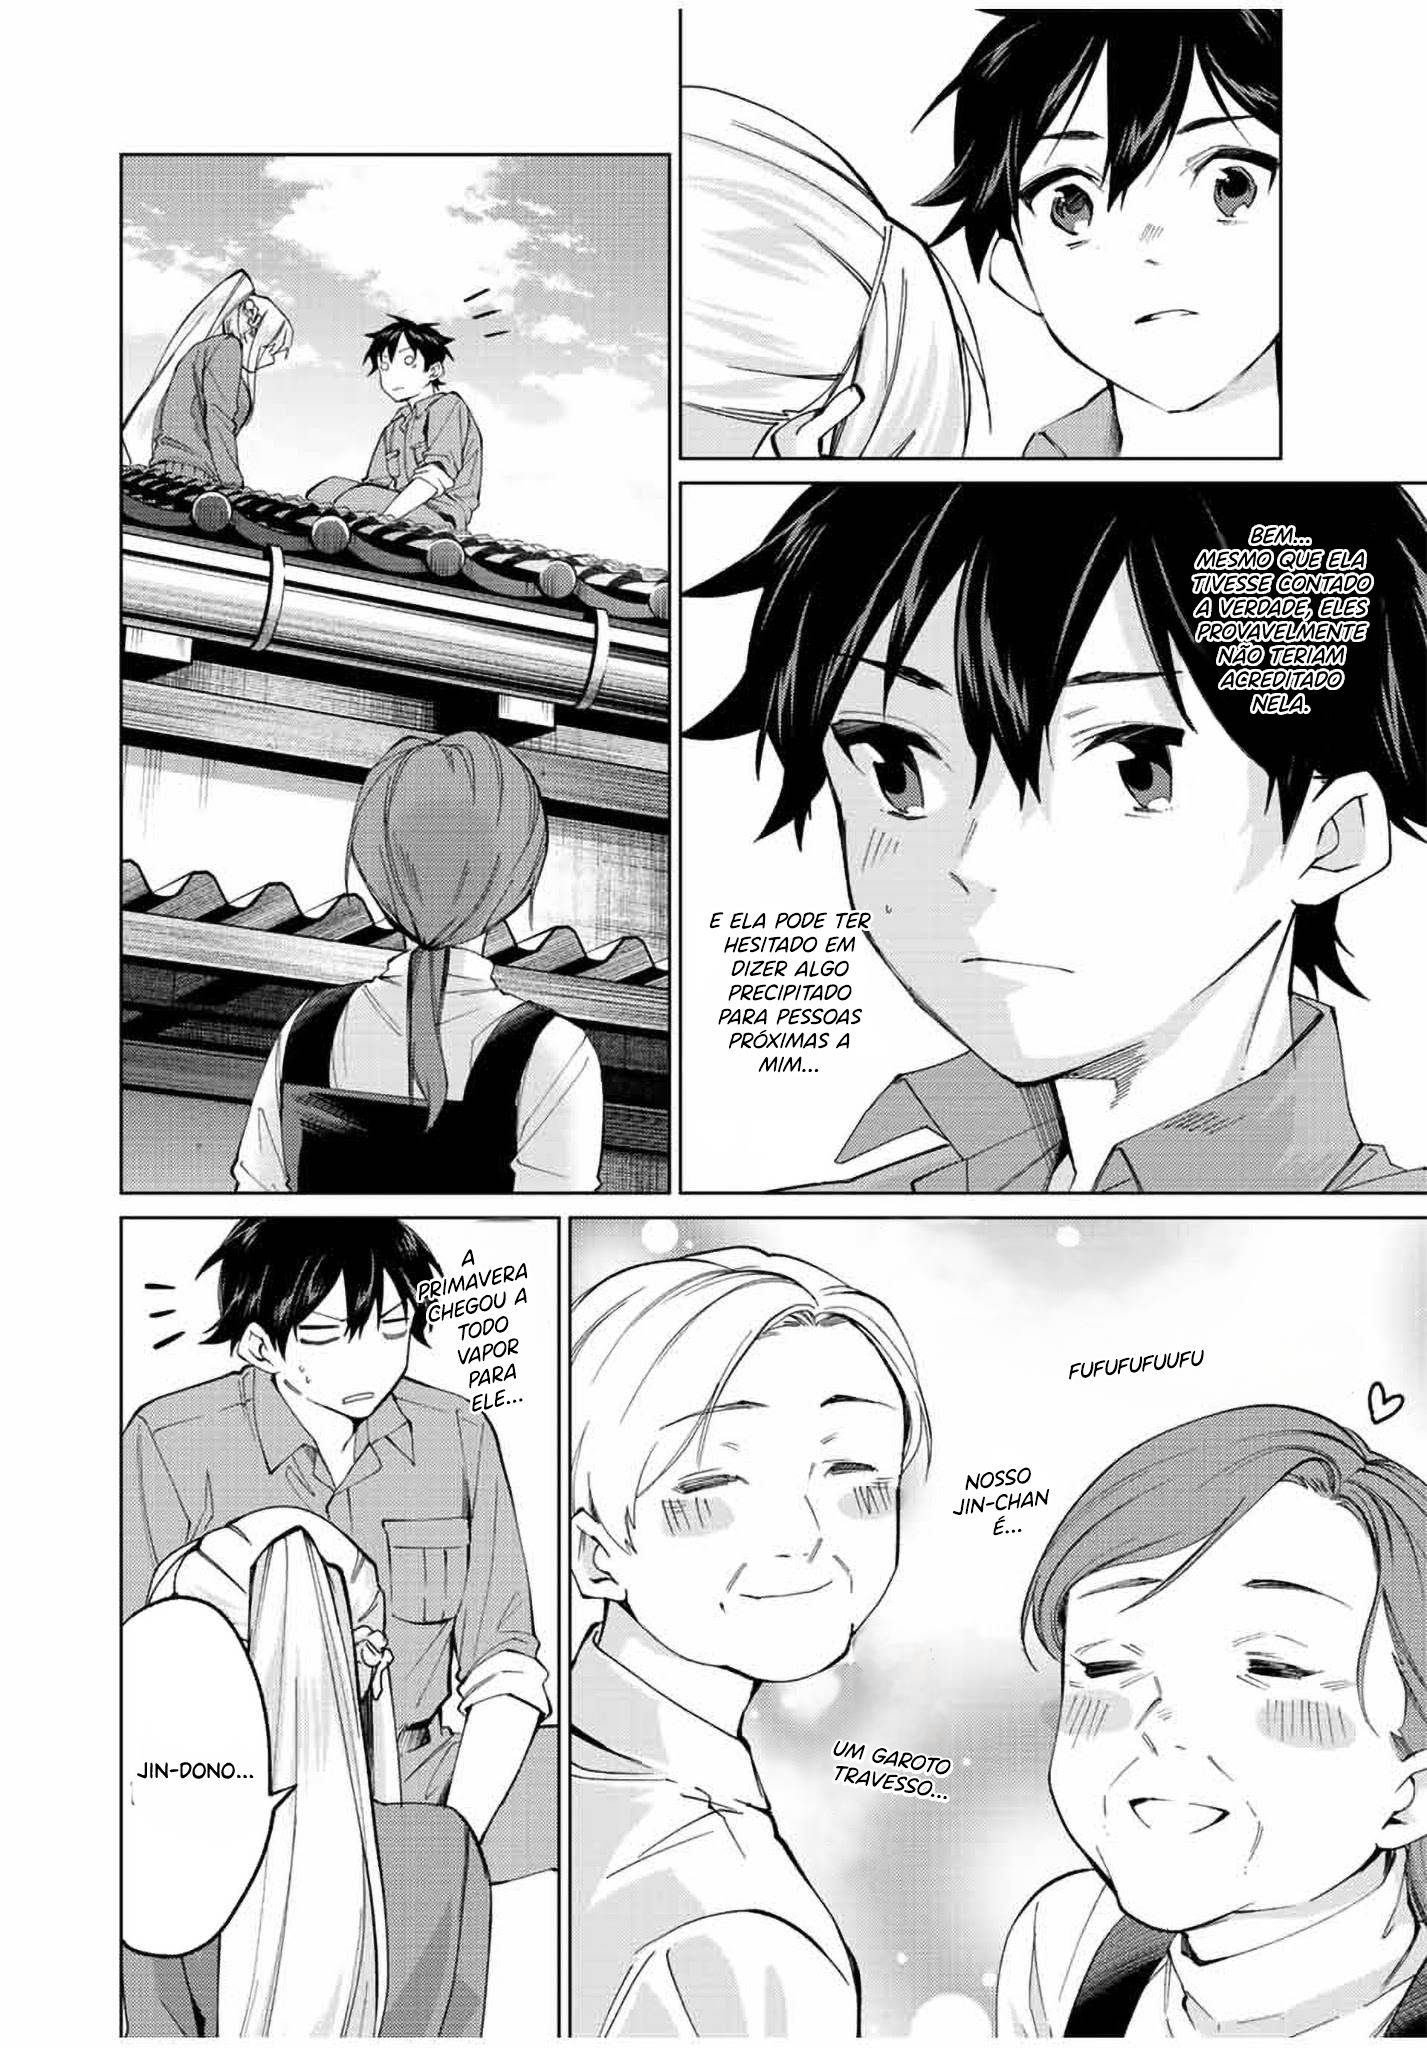 BEM...
MESMO QUE ELA
TIVESSE CONTADO
A VERDADE, ELES
PROVAVELMENTE
NÃO TERIAM
ACREDITADO
NELA.
E ELA PODE TER
HESITADO EM
DIZER ALGO
PRECIPITADO
PARA PESSOAS
PRÓXIMAS A
MIM...
FUFUFUFUUFU
NOSSO
JIN-CHAN
É...
UM GAROTO
TRAVESSO...
A
PRIMAVERA
CHEGOU A
TODO
VAPOR
PARA
ELE...
JIN-DONO...